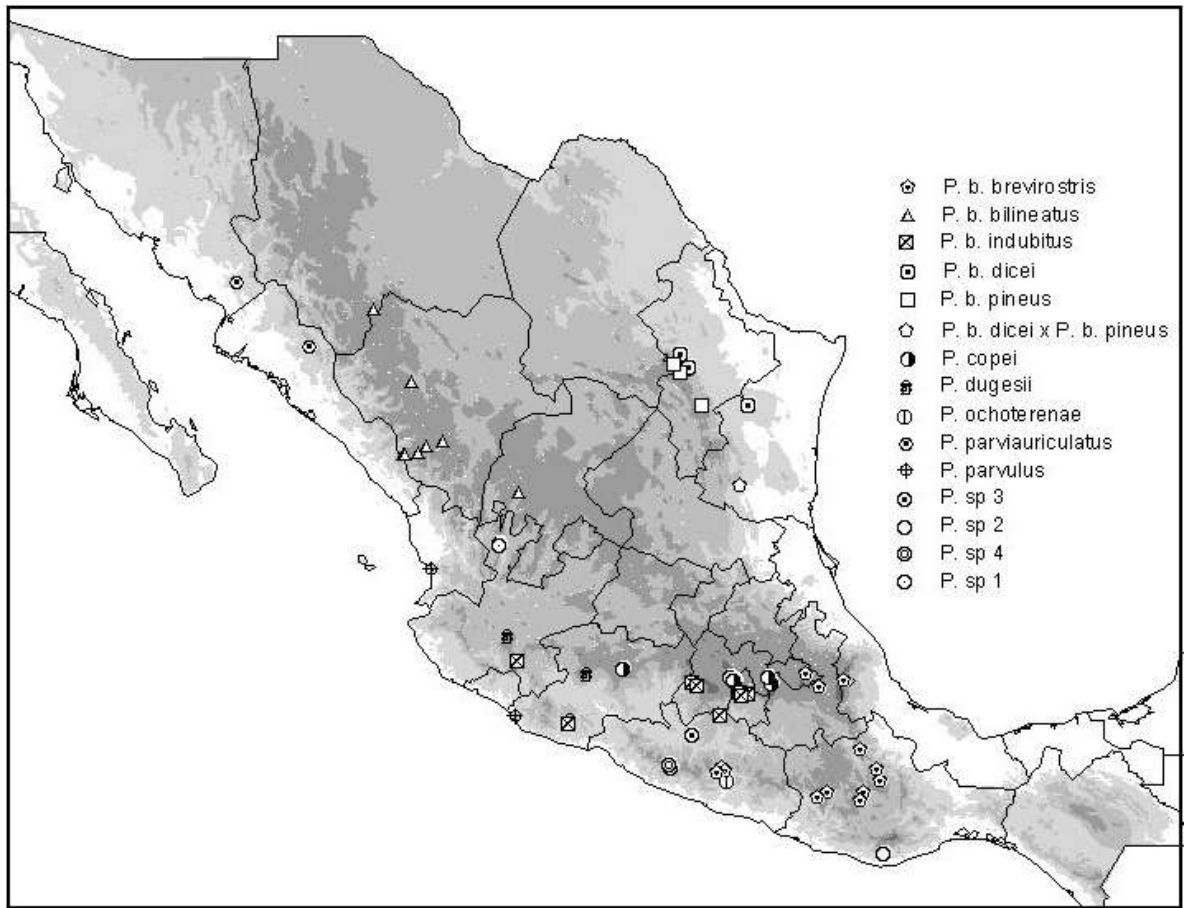 P. b. brevirostris
P. b. bilineatus
P. b. indubitus
P. b. dicei
P. b. pineus
P. b. dicei x P. b. pineus
P. copei
P. dugesii
P. ochoterenae
P. parviauriculatus
P. parvulus
P. sp 3
P. sp 2
P. sp 4
P. sp 1